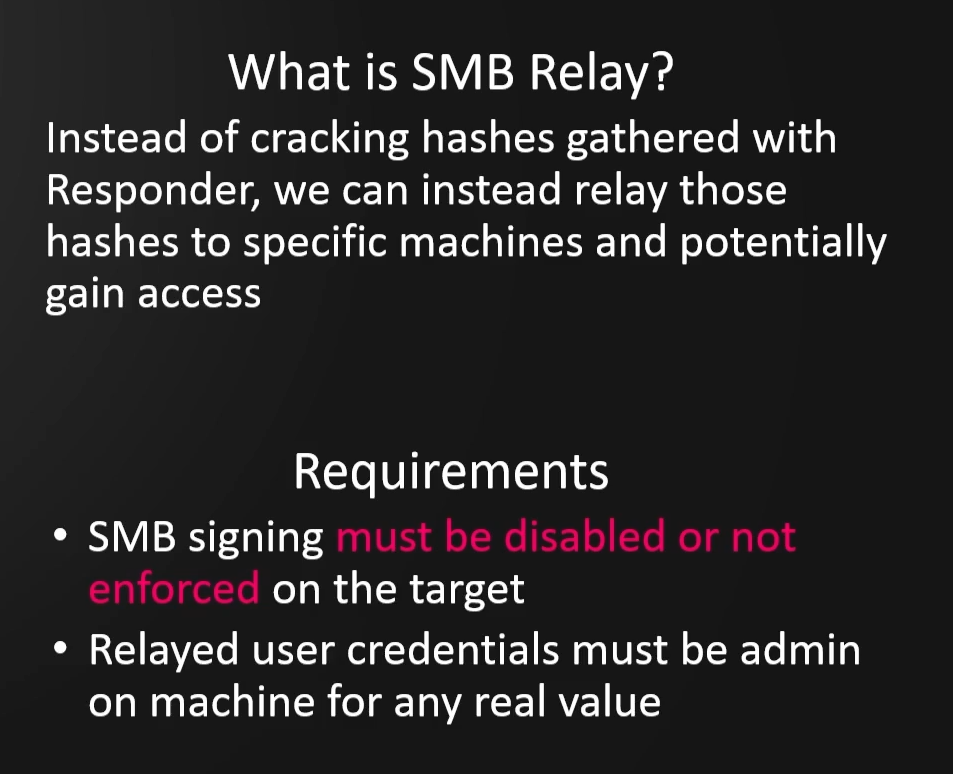 What is SMB Relay?
Instead of cracking hashes gathered with
Responder, we can instead relay those
hashes to specific machines and potentially
gain access
Requirements
• SMB signing must be disabled or not
enforced on the target
• Relayed user credentials must be admin
on machine for any real value